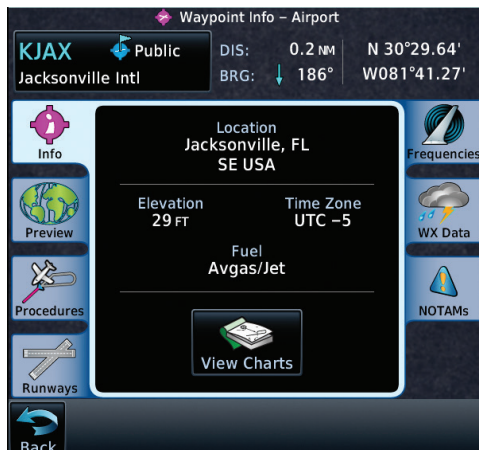 Waypoint Info – Airport
KJAX Public
Jacksonville Intl
DIS: 0.2 NM
BRG: 186°
N 30°29.64'
W081°41.27'
Info
Preview
Procedures
Runways
Location
Jacksonville, FL
SE USA
Elevation
29 FT
Time Zone
UTC –5
Fuel
Avgas/Jet
View Charts
Frequencies
WX Data
NOTAMs
Back